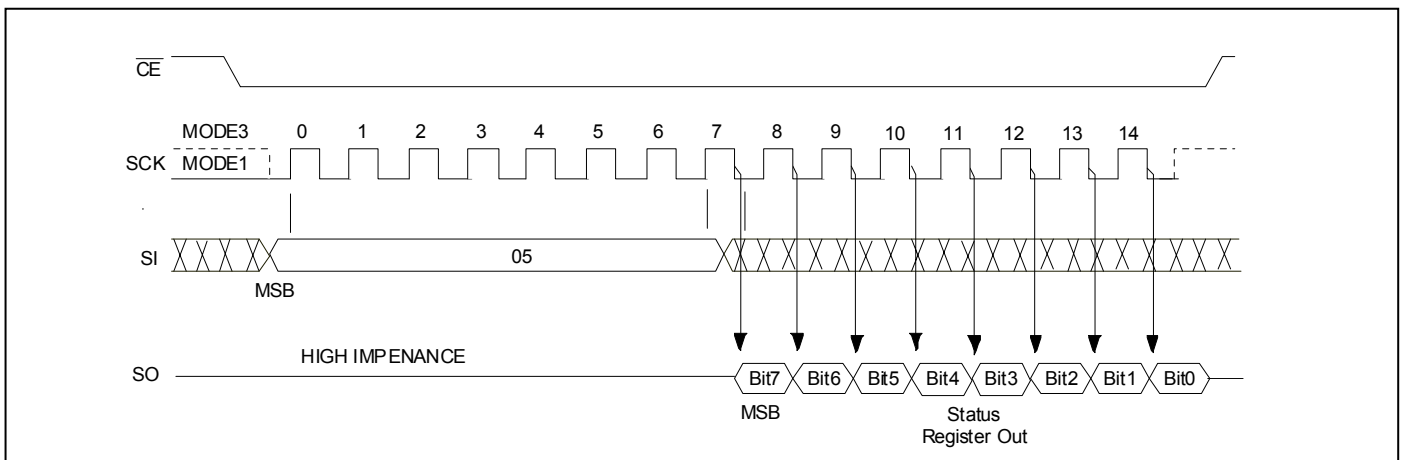 CE
MODE3 0 1 2 3 4 5 6 7 8 9 10 11 12 13 14
SCK MODE1
SI 05
MSB
HIGH IMPENANCE
SO Bit7 Bit6 Bit5 Bit4 Bit3 Bit2 Bit1 Bit0
MSB Status
Register Out